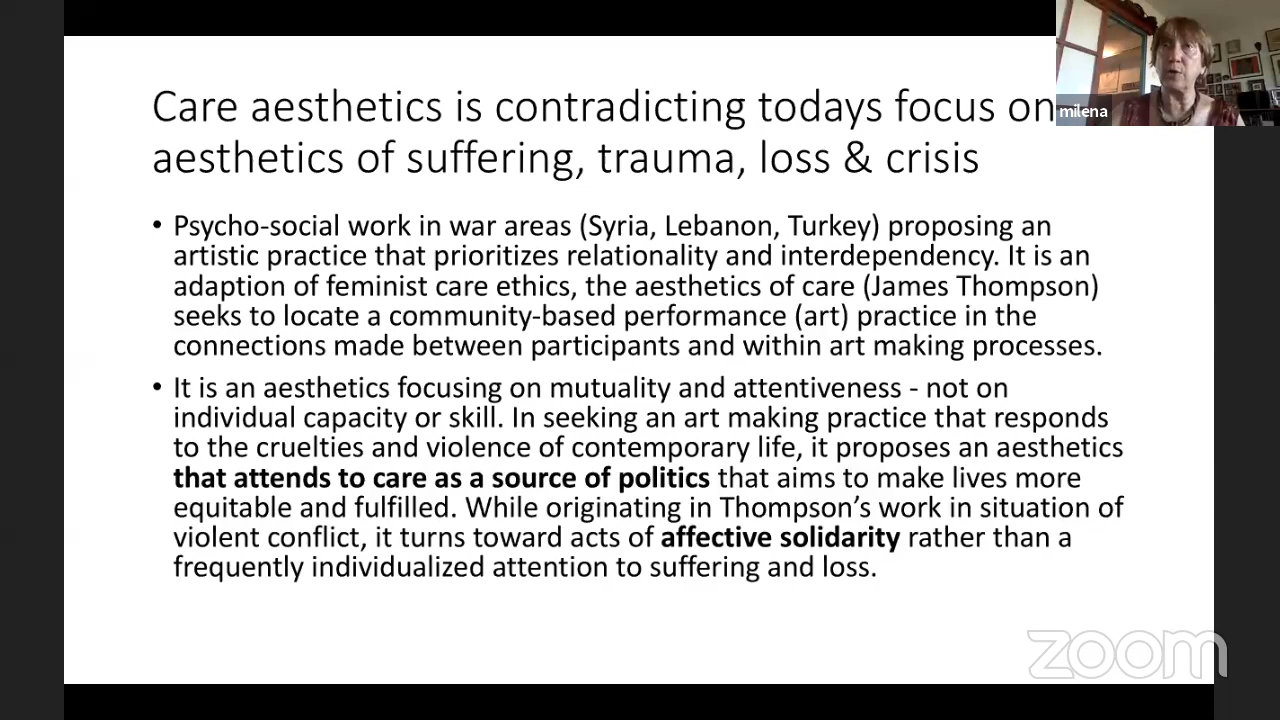 Care aesthetics is contradicting todays focus on
aesthetics of suffering, trauma, loss & crisis
milena
• Psycho-social work in war areas (Syria, Lebanon, Turkey) proposing an
artistic practice that prioritizes relationality and interdependency. It is an
adaption of feminist care ethics, the aesthetics of care (James Thompson)
seeks to locate a community-based performance (art) practice in the
connections made between participants and within art making processes.
• It is an aesthetics focusing on mutuality and attentiveness - not on
individual capacity or skill. In seeking an art making practice that responds
to the cruelties and violence of contemporary life, it proposes an aesthetics
that attends to care as a source of politics that aims to make lives more
equitable and fulfilled. While originating in Thompson’s work in situation of
violent conflict, it turns toward acts of affective solidarity rather than a
frequently individualized attention to suffering and loss.
zoom